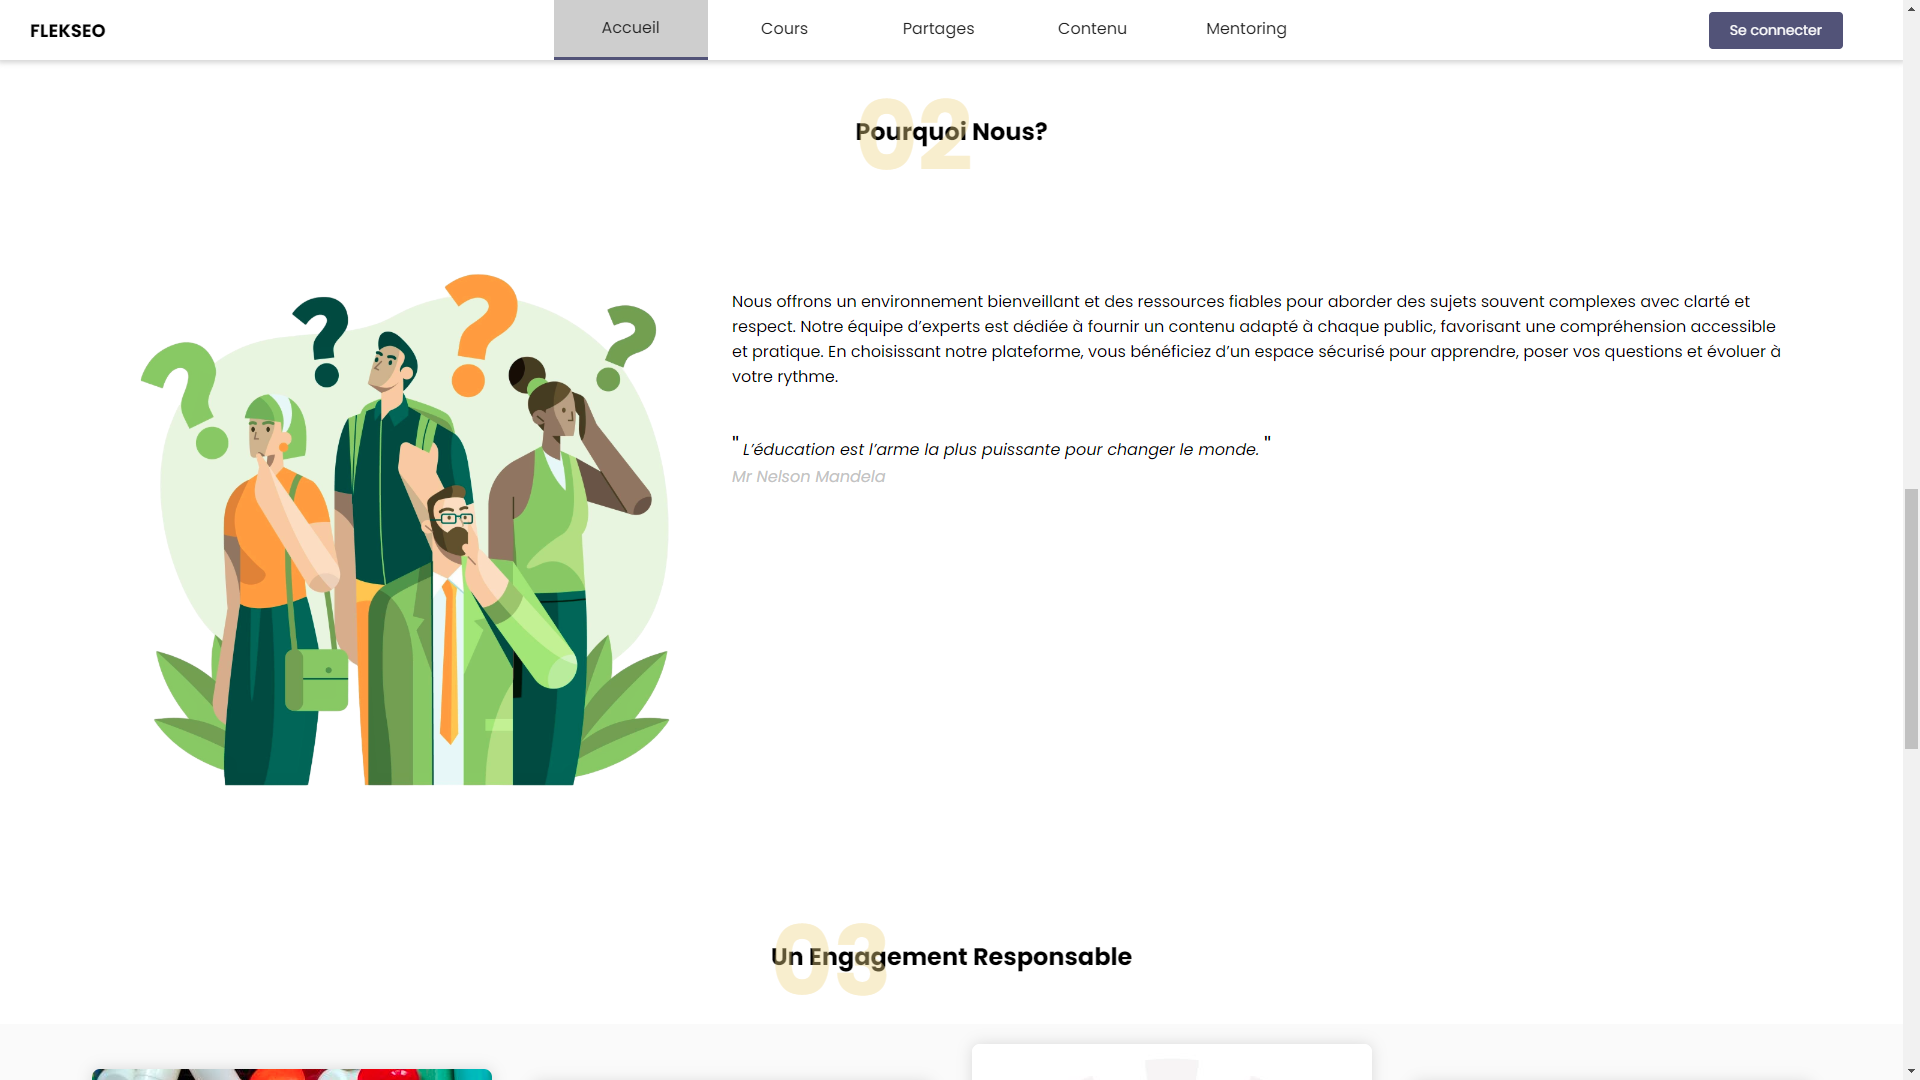 FLEKSEO
Accueil
Cours
Partages
Contenu
Mentoring
Se connecter
02
Pourquoi Nous?
? ? ? ?
Nous offrons un environnement bienveillant et des ressources fiables pour aborder des sujets souvent complexes avec clarté et
respect. Notre équipe d’experts est dédiée à fournir un contenu adapté à chaque public, favorisant une compréhension accessible
et pratique. En choisissant notre plateforme, vous bénéficiez d’un espace sécurisé pour apprendre, poser vos questions et évoluer à
votre rythme.
" L’éducation est l’arme la plus puissante pour changer le monde. "
Mr Nelson Mandela
03
Un Engagement Responsable